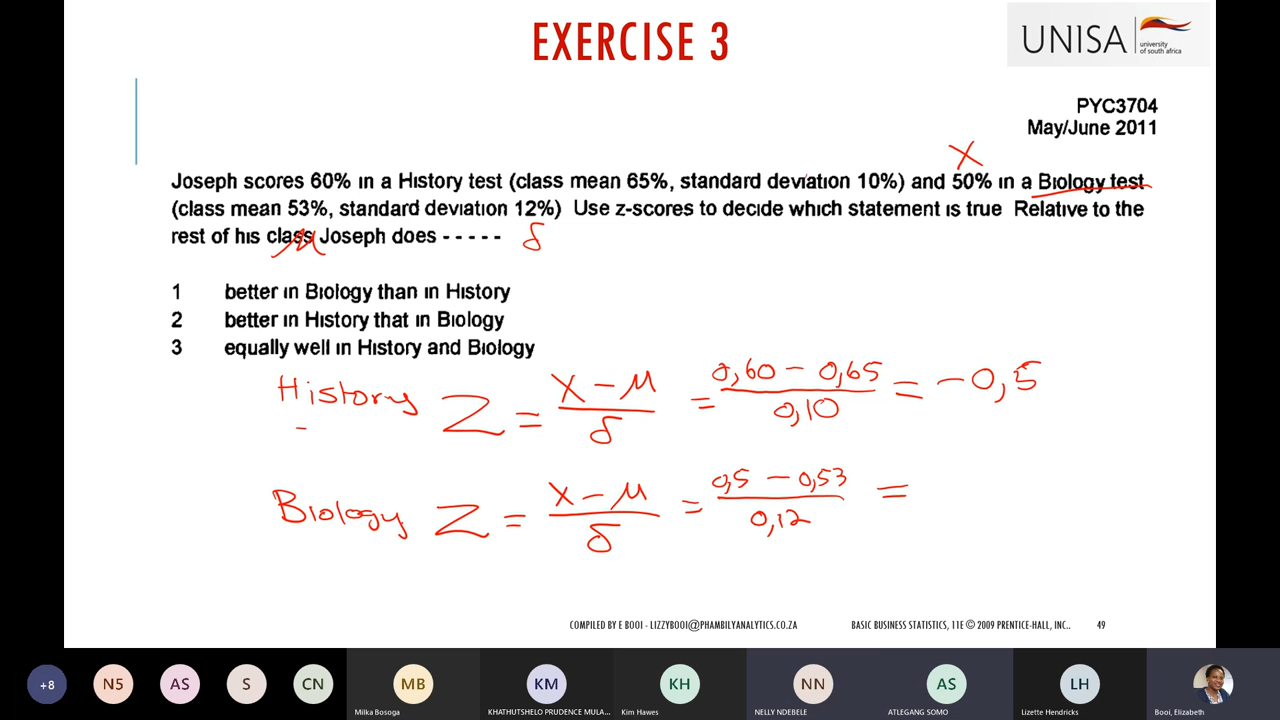 EXERCISE 3
UNISA
university
of south africa
PYC3704
May/June 2011
X
Joseph scores 60% in a History test (class mean 65%, standard deviation 10%) and 50% in a Biology test
(class mean 53%, standard deviation 12%) Use z-scores to decide which statement is true Relative to the
rest of his class Joseph does - - - - -
μ δ
1 better in Biology than in History
2 better in History that in Biology
3 equally well in History and Biology
History Z = X - μ / δ = 0,60 - 0,65 / 0,10 = -0,5
Biology Z = X - μ / δ = 0,5 - 0,53 / 0,12 =
COMPILED BY E BOOI - LIZZYBOOI@PHAMBILYANALYTICS.CO.ZA BASIC BUSINESS STATISTICS, 11E © 2009 PRENTICE-HALL, INC.. 49
+8 N5 AS S CN MB KM KH NN AS LH
Milka Bosoga KHATHUTSHELO PRUDENCE MULA... Kim Hawes NELLY NDEBELE ATLEGANG SOMO Lizette Hendricks Booi, Elizabeth